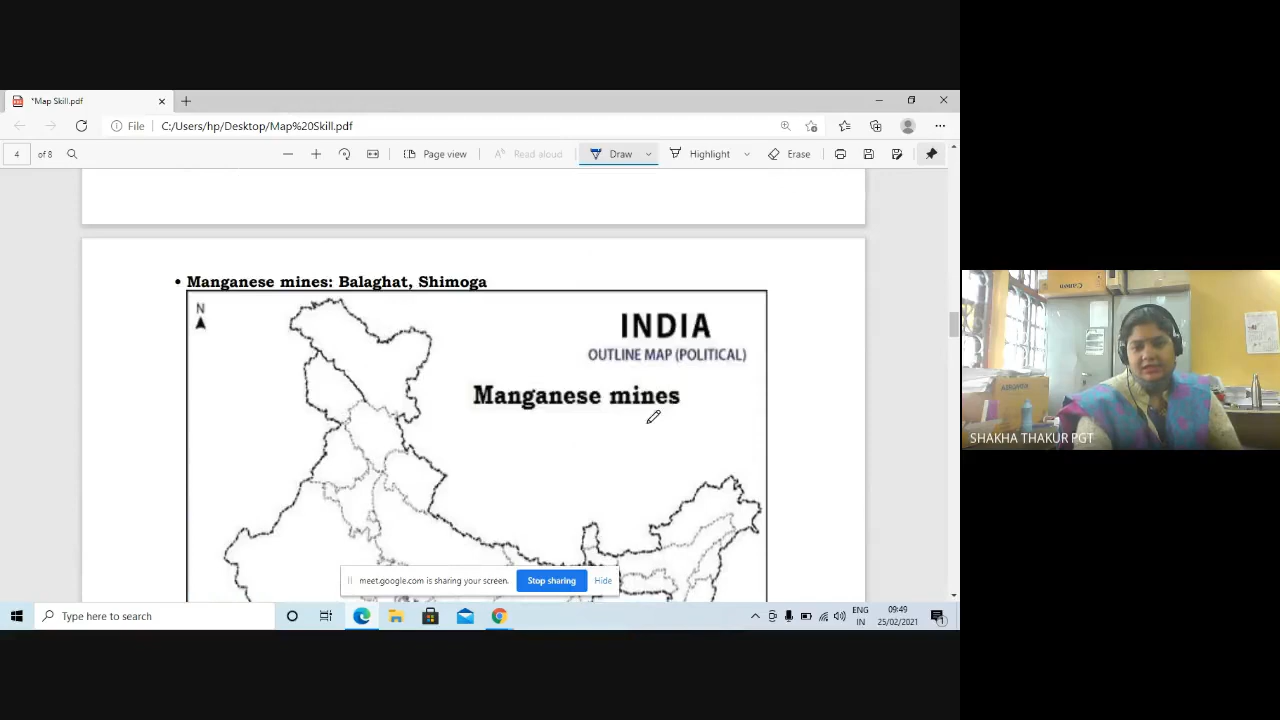 *Map Skill.pdf
File
C:/Users/hp/Desktop/Map%20Skill.pdf
4 of 8
Page view
Read aloud
Draw
Highlight
Erase
• Manganese mines: Balaghat, Shimoga
N
INDIA
OUTLINE MAP (POLITICAL)
Manganese mines
SHAKHA THAKUR PGT
meet.google.com is sharing your screen.
Stop sharing
Hide
Type here to search
ENG
IN
09:49
25/02/2021
1